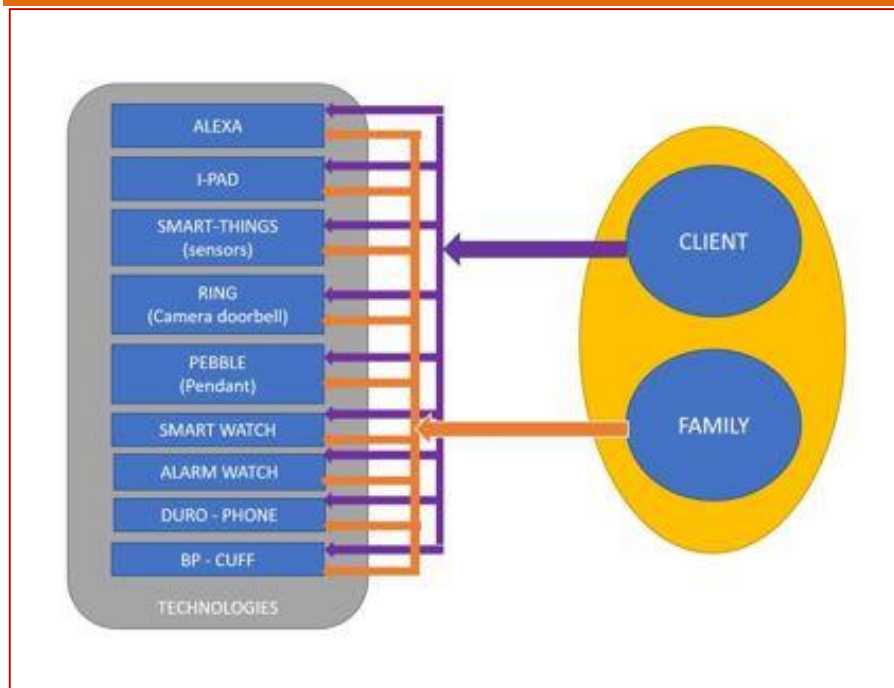 ALEXA
I-PAD
SMART-THINGS
(sensors)
RING
(Camera doorbell)
PEBBLE
(Pendant)
SMART WATCH
ALARM WATCH
DURO - PHONE
BP - CUFF
TECHNOLOGIES
CLIENT
FAMILY